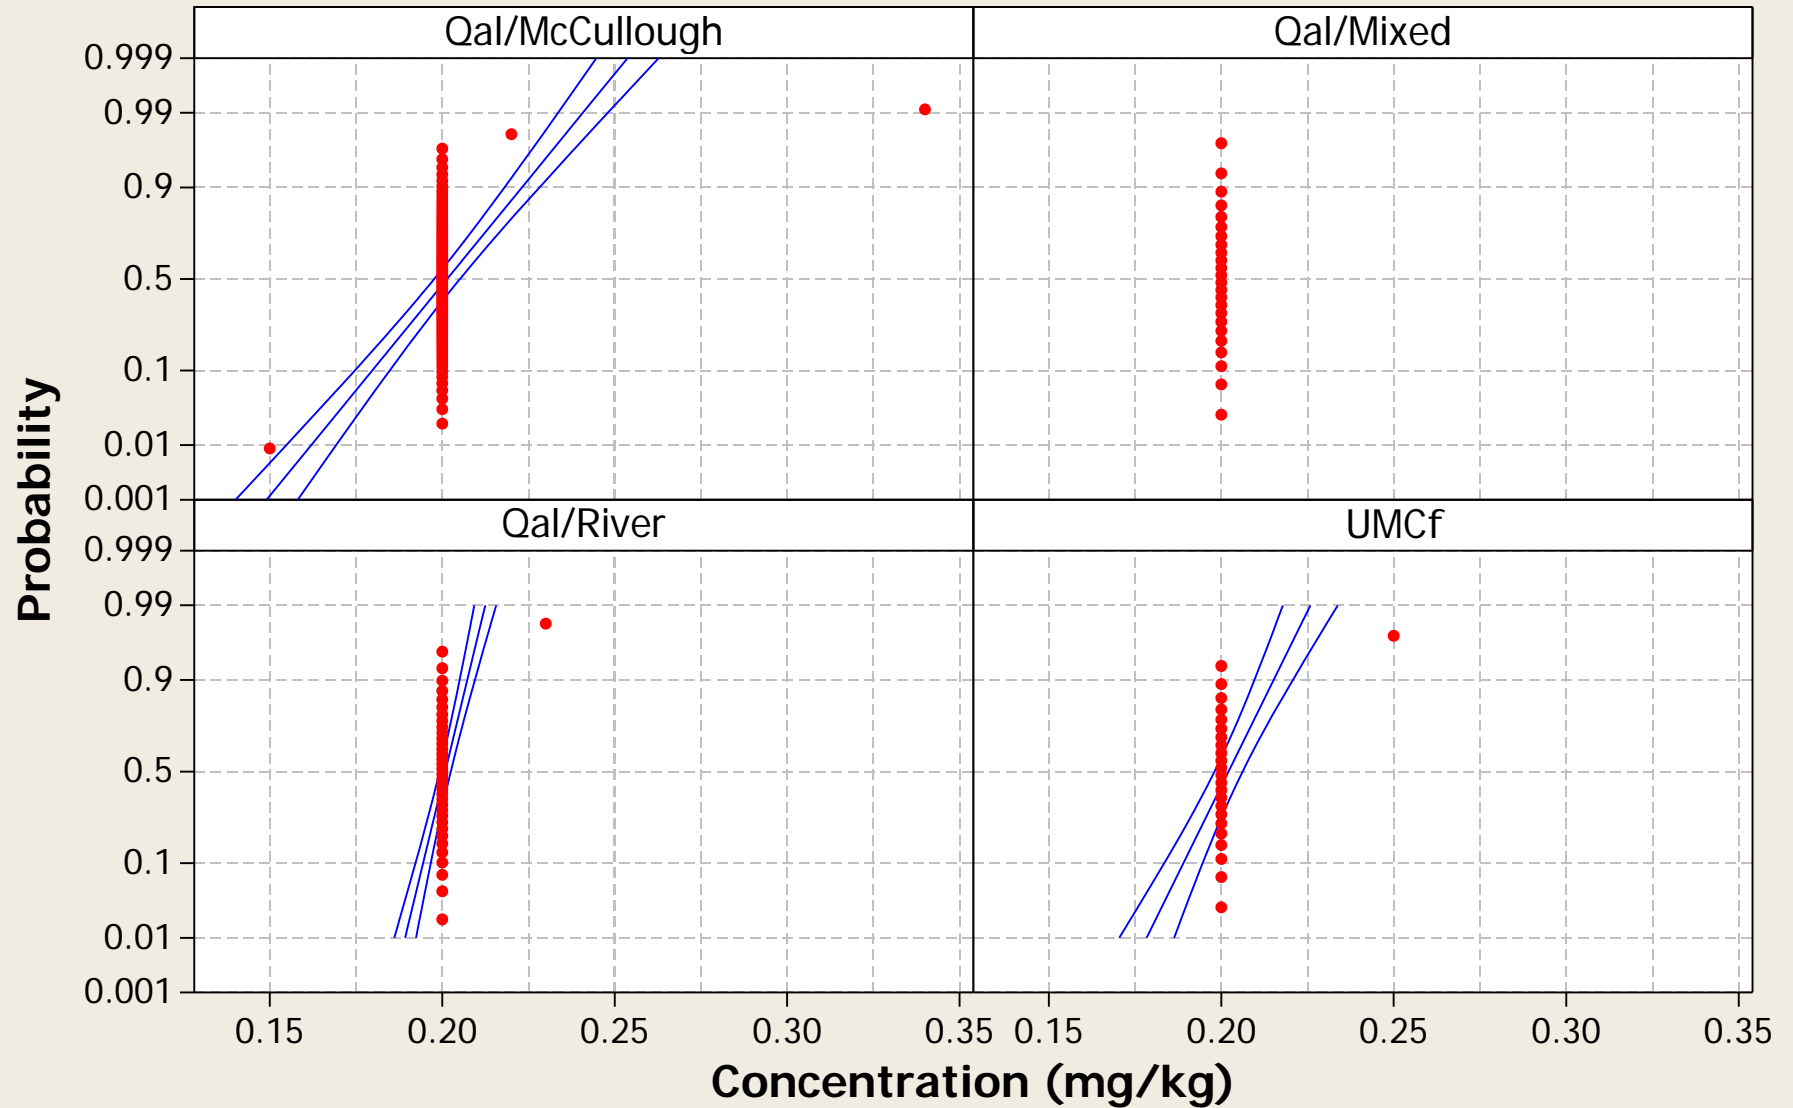 Qal/McCullough Qal/Mixed
0.999
0.99
0.9
0.5
0.1
0.01
0.001
Qal/River UMCf
0.999
0.99
0.9
0.5
0.1
0.01
0.001
Probability
0.15 0.20 0.25 0.30 0.35 0.15 0.20 0.25 0.30 0.35
Concentration (mg/kg)